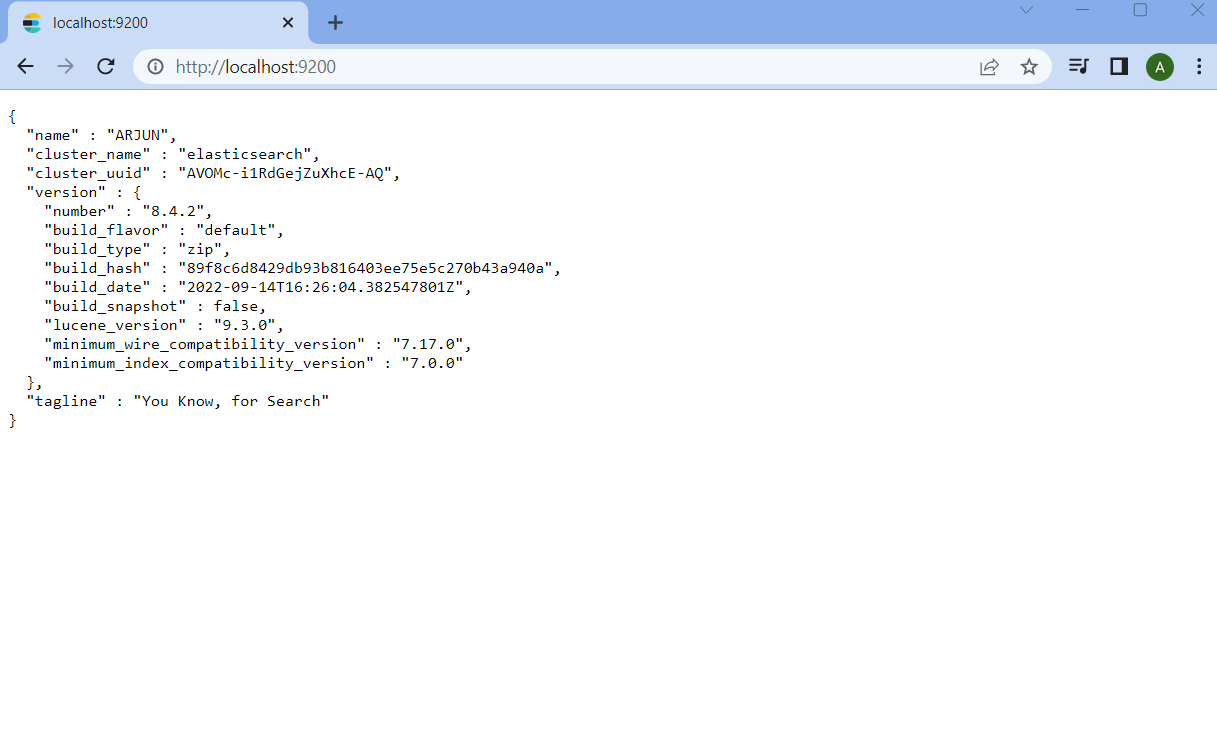 localhost:9200
http://localhost:9200
A
{
  "name" : "ARJUN",
  "cluster_name" : "elasticsearch",
  "cluster_uuid" : "AVOMc-i1RdGejZuXhcE-AQ",
  "version" : {
    "number" : "8.4.2",
    "build_flavor" : "default",
    "build_type" : "zip",
    "build_hash" : "89f8c6d8429db93b816403ee75e5c270b43a940a",
    "build_date" : "2022-09-14T16:26:04.382547801Z",
    "build_snapshot" : false,
    "lucene_version" : "9.3.0",
    "minimum_wire_compatibility_version" : "7.17.0",
    "minimum_index_compatibility_version" : "7.0.0"
  },
  "tagline" : "You Know, for Search"
}